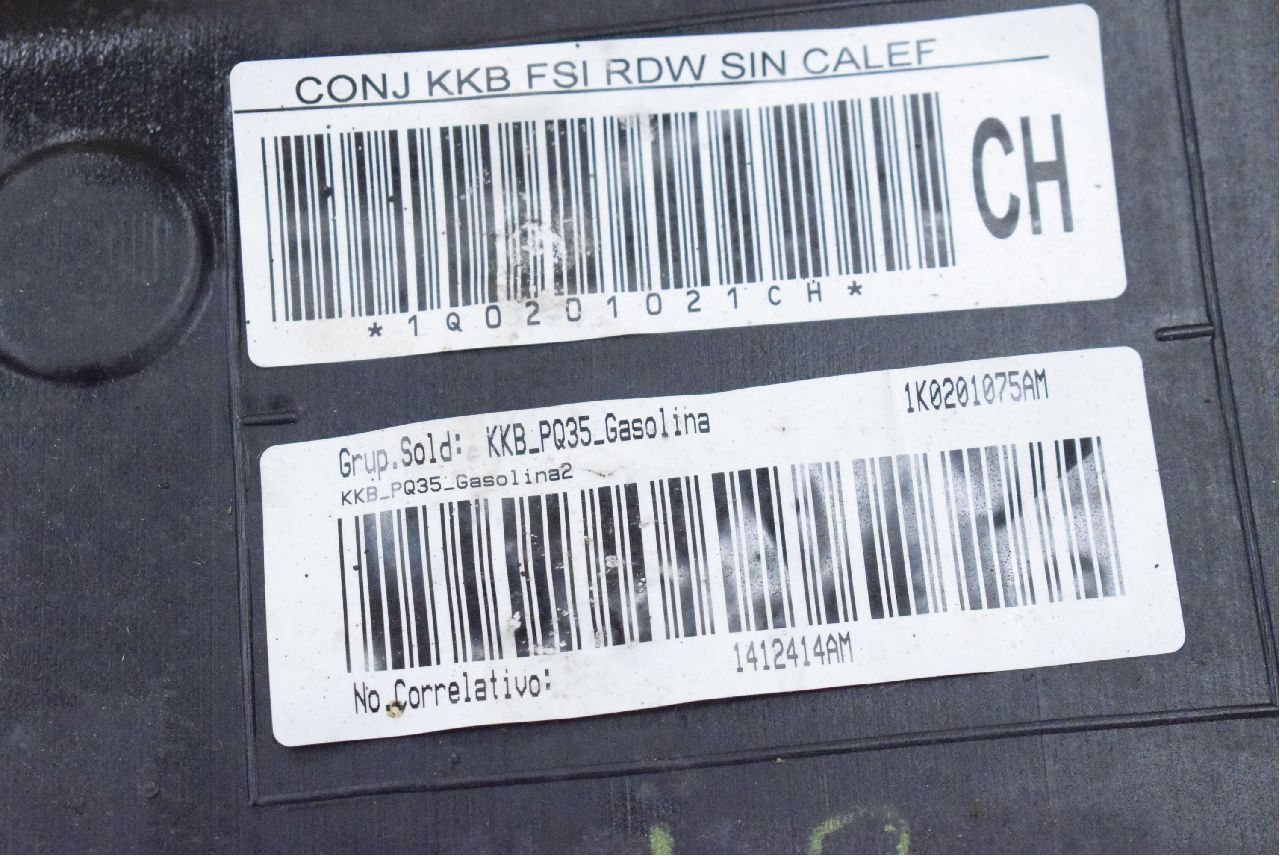 CONJ KKB FSI RDW SIN CALEF
CH
*1Q0201021CH*
1K0201075AM
Grup.Sold: KKB_PQ35_Gasolina
KKB_PQ35_Gasolina2
1412414AM
No.Correlativo: